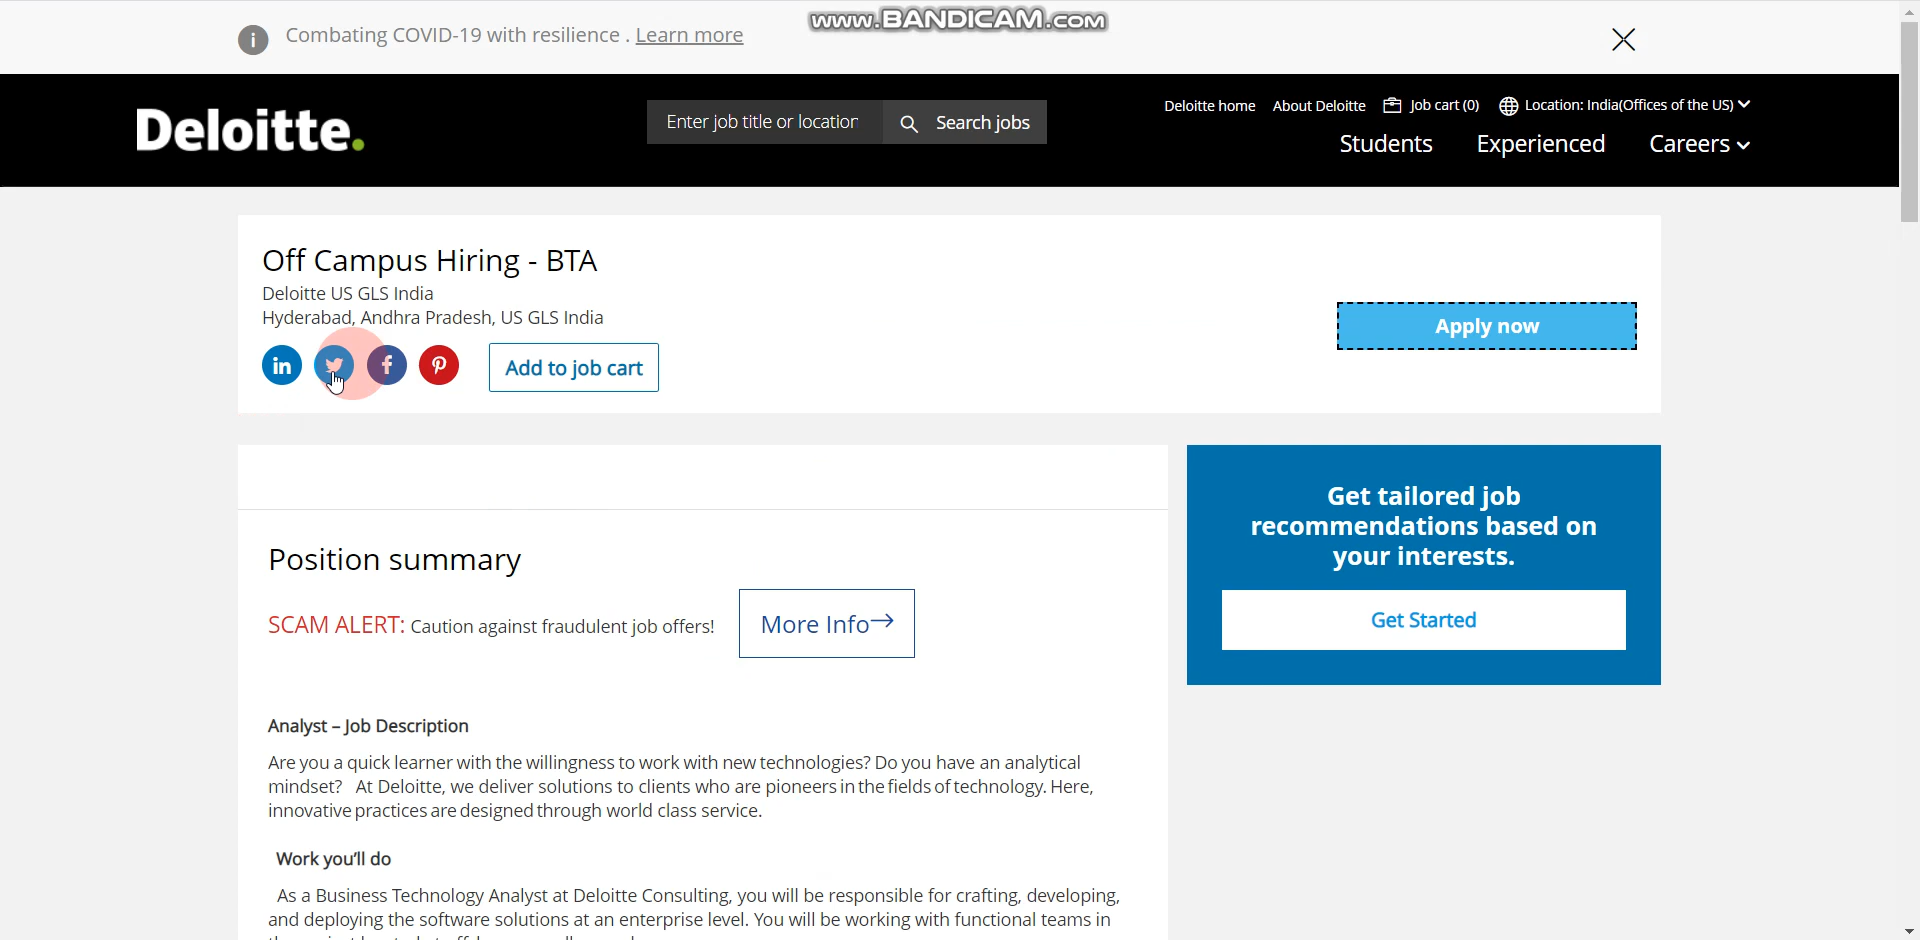 www.BANDICAM.com
Combating COVID-19 with resilience . Learn more
Deloitte.
Enter job title or location
Search jobs
Deloitte home About Deloitte Job cart (0) Location: India(Offices of the US)
Students Experienced Careers
Off Campus Hiring - BTA
Deloitte US GLS India
Hyderabad, Andhra Pradesh, US GLS India
in
Add to job cart
Apply now
Get tailored job
recommendations based on
your interests.
Get Started
Position summary
SCAM ALERT: Caution against fraudulent job offers!
More Info→
Analyst – Job Description
Are you a quick learner with the willingness to work with new technologies? Do you have an analytical
mindset? At Deloitte, we deliver solutions to clients who are pioneers in the fields of technology. Here,
innovative practices are designed through world class service.
Work you'll do
As a Business Technology Analyst at Deloitte Consulting, you will be responsible for crafting, developing,
and deploying the software solutions at an enterprise level. You will be working with functional teams in